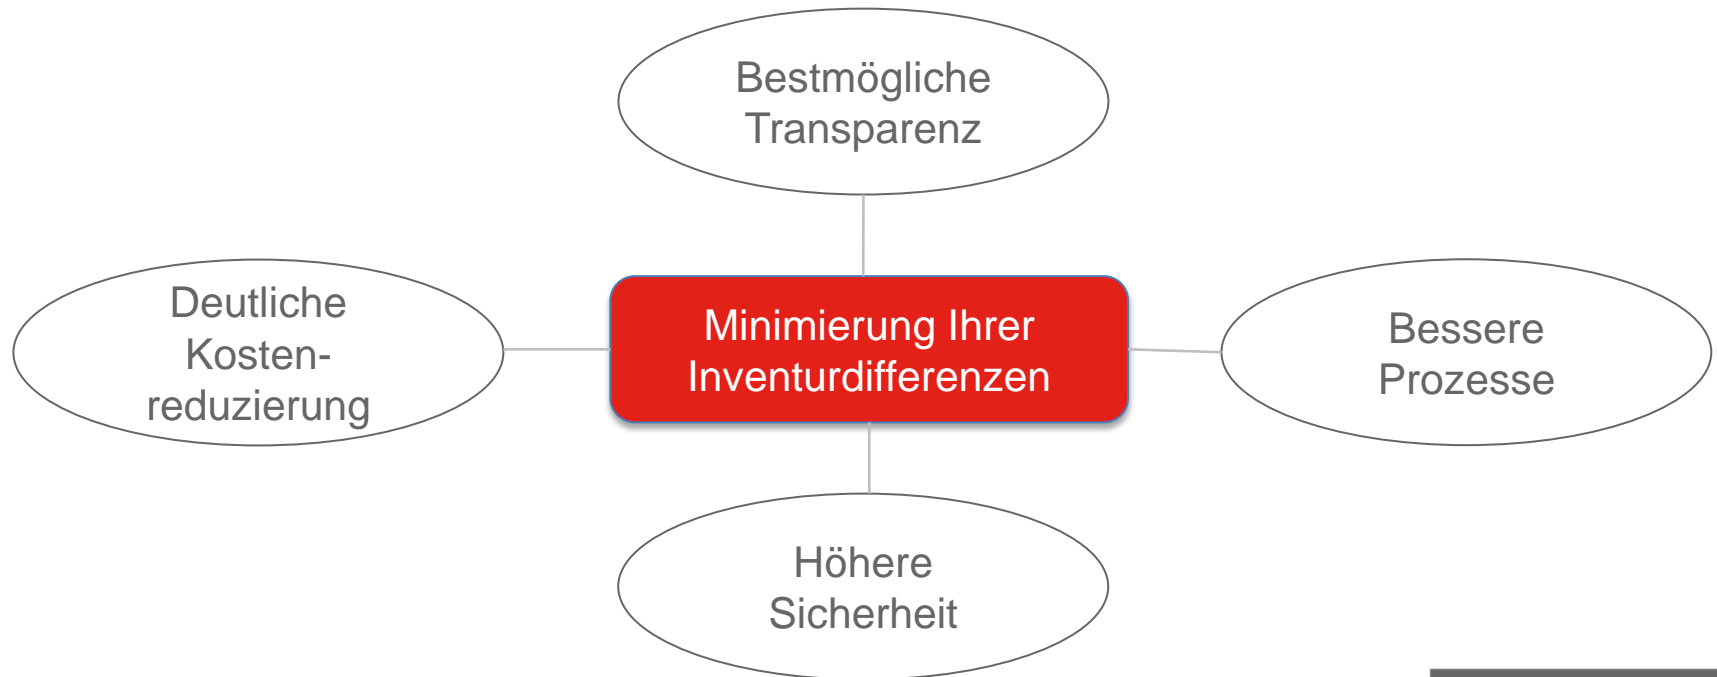 Bestmögliche
Transparenz
Deutliche
Kosten-
reduzierung
Minimierung Ihrer
Inventurdifferenzen
Bessere
Prozesse
Höhere
Sicherheit